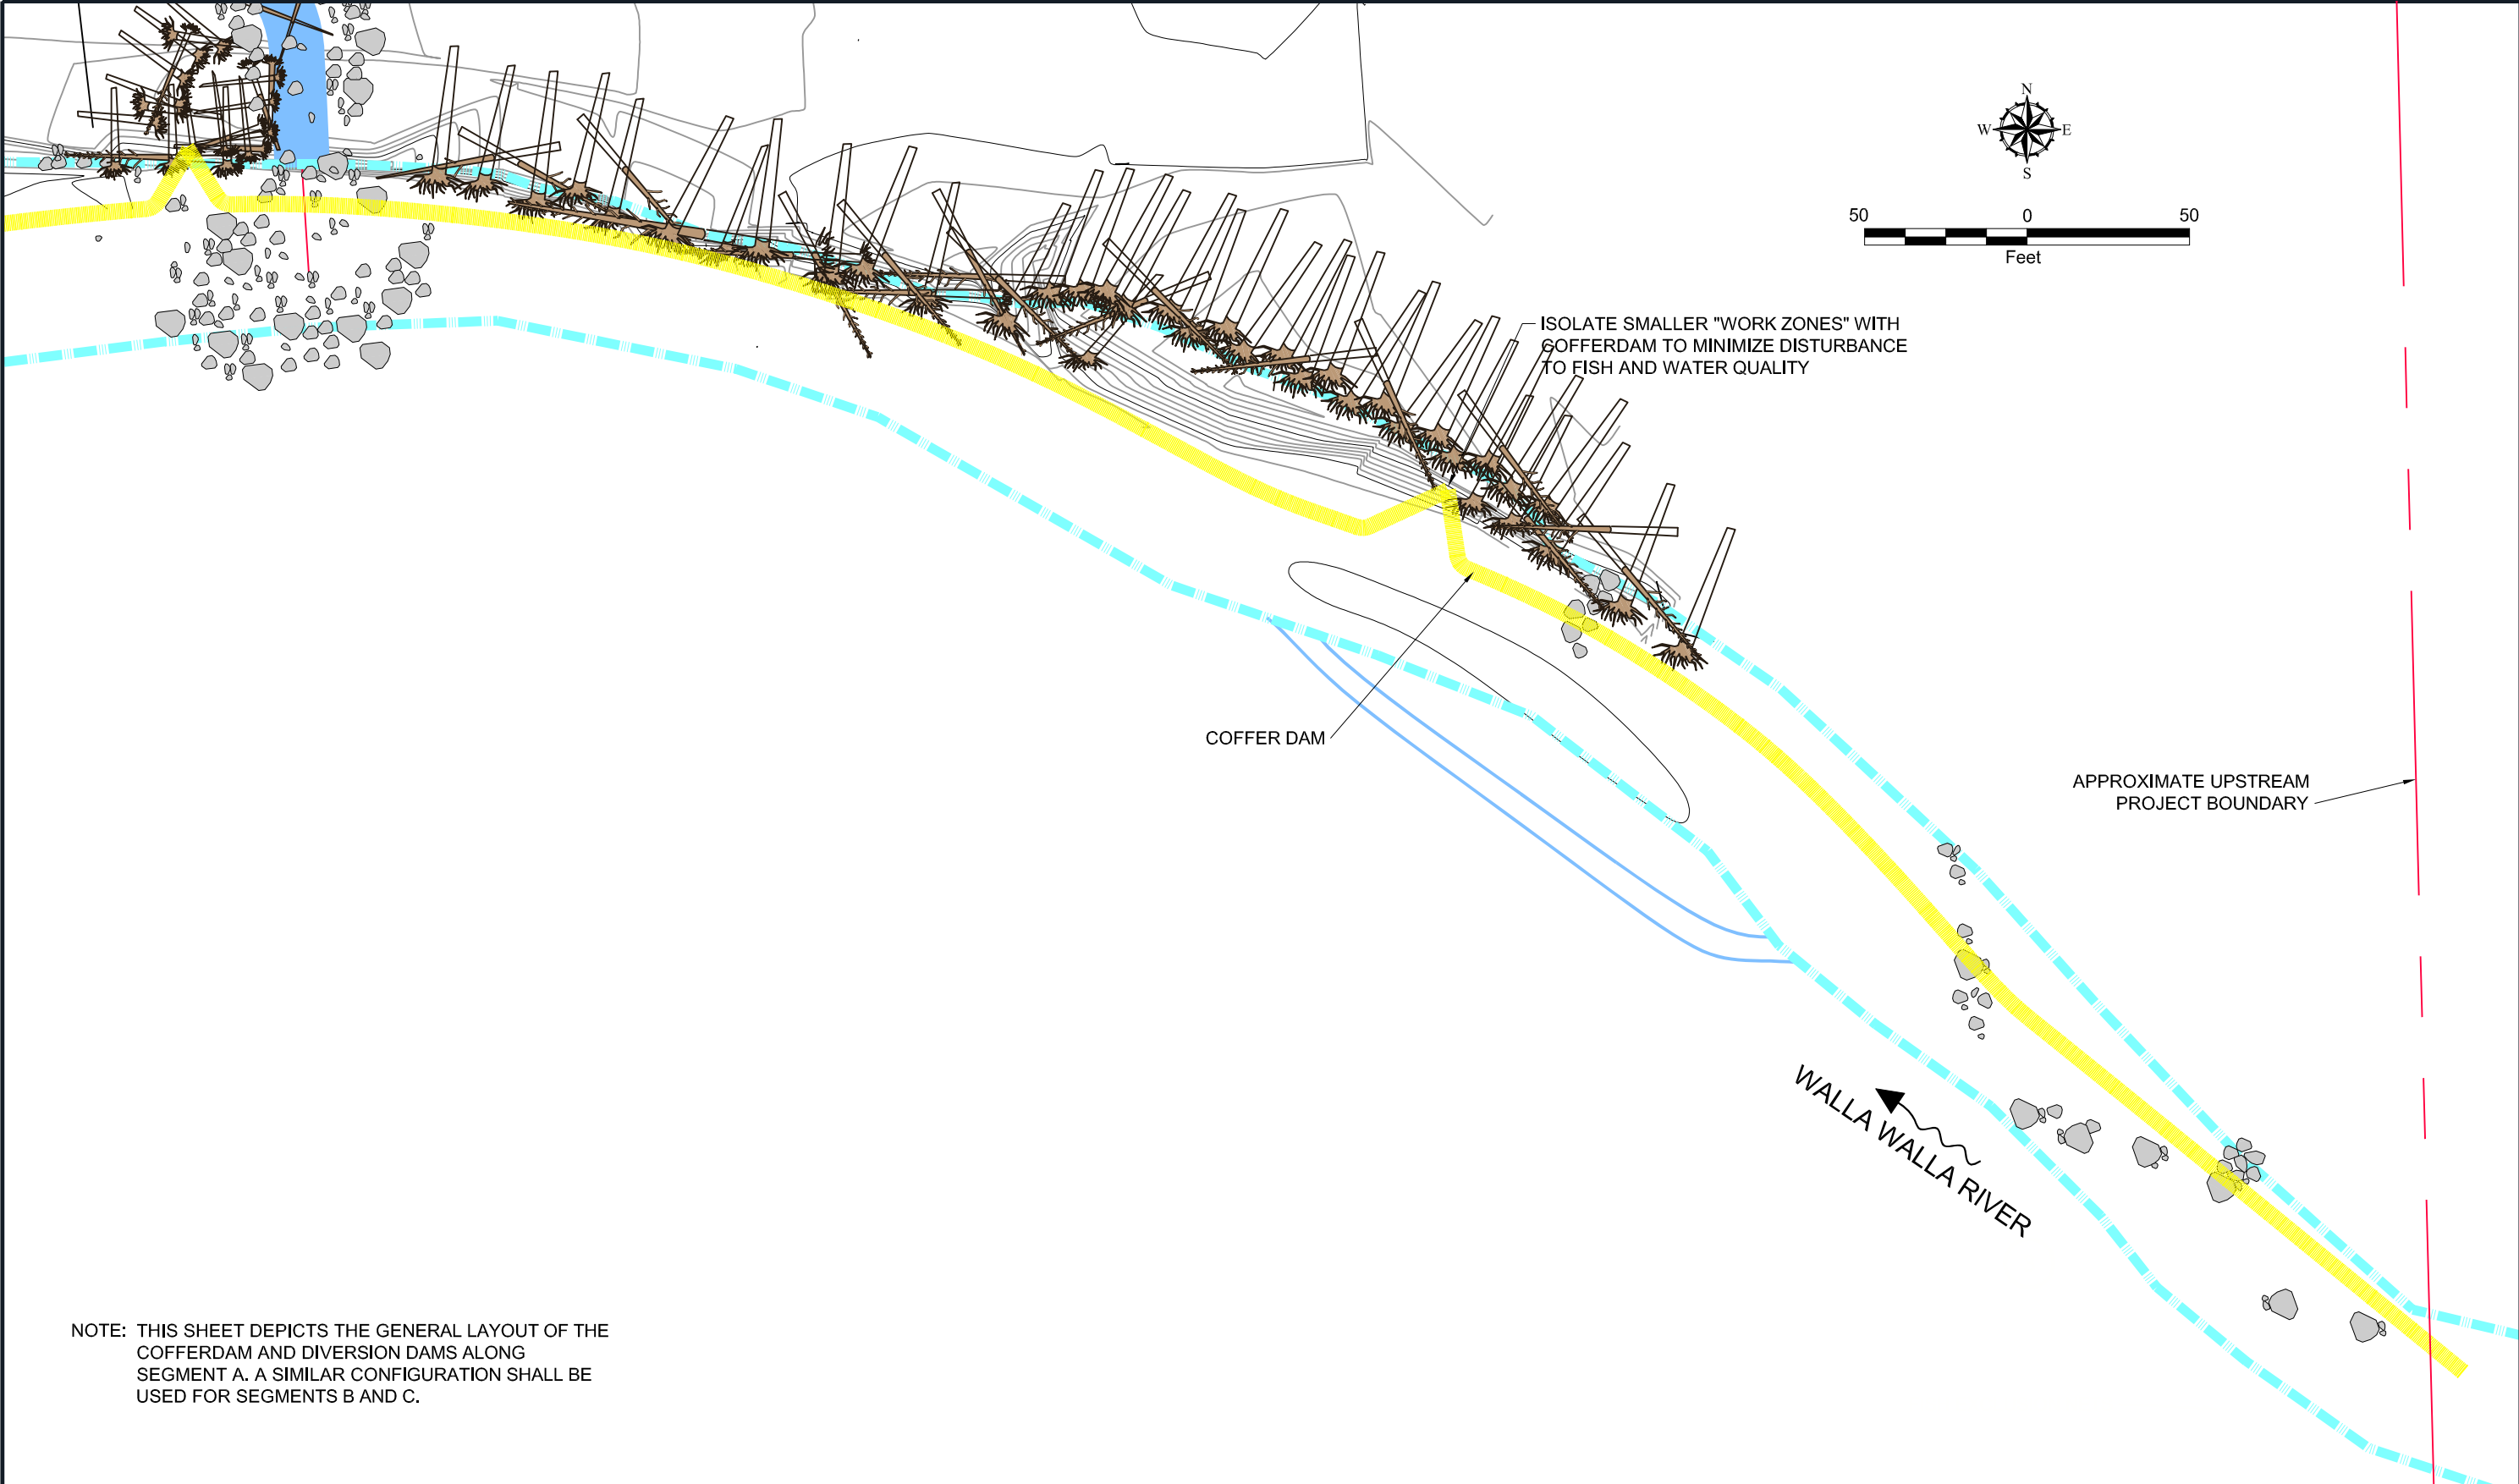 N
W E
S
50 0 50
Feet
ISOLATE SMALLER "WORK ZONES" WITH
COFFERDAM TO MINIMIZE DISTURBANCE
TO FISH AND WATER QUALITY
COFFER DAM
APPROXIMATE UPSTREAM
PROJECT BOUNDARY
WALLA WALLA RIVER
NOTE: THIS SHEET DEPICTS THE GENERAL LAYOUT OF THE
COFFERDAM AND DIVERSION DAMS ALONG
SEGMENT A. A SIMILAR CONFIGURATION SHALL BE
USED FOR SEGMENTS B AND C.